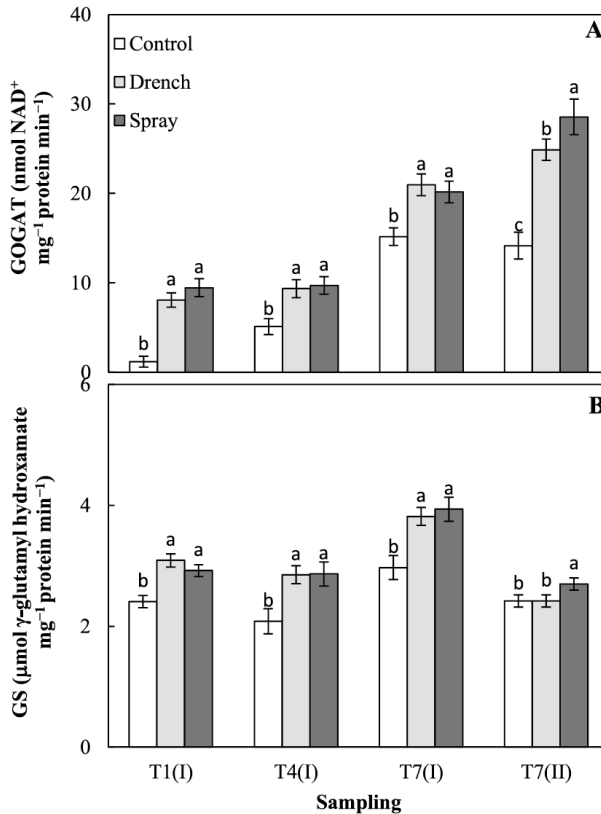 A
Control
Drench
Spray
GOGAT (nmol NAD⁺
mg⁻¹ protein min⁻¹)
40
30
20
10
0
b
a
a
b
a
a
b
a
a
c
b
a
B
GS (μmol γ-glutamyl hydroxamate
mg⁻¹ protein min⁻¹)
6
4
2
0
b
a
a
b
a
a
b
a
a
b
b
a
T1(I) T4(I) T7(I) T7(II)
Sampling